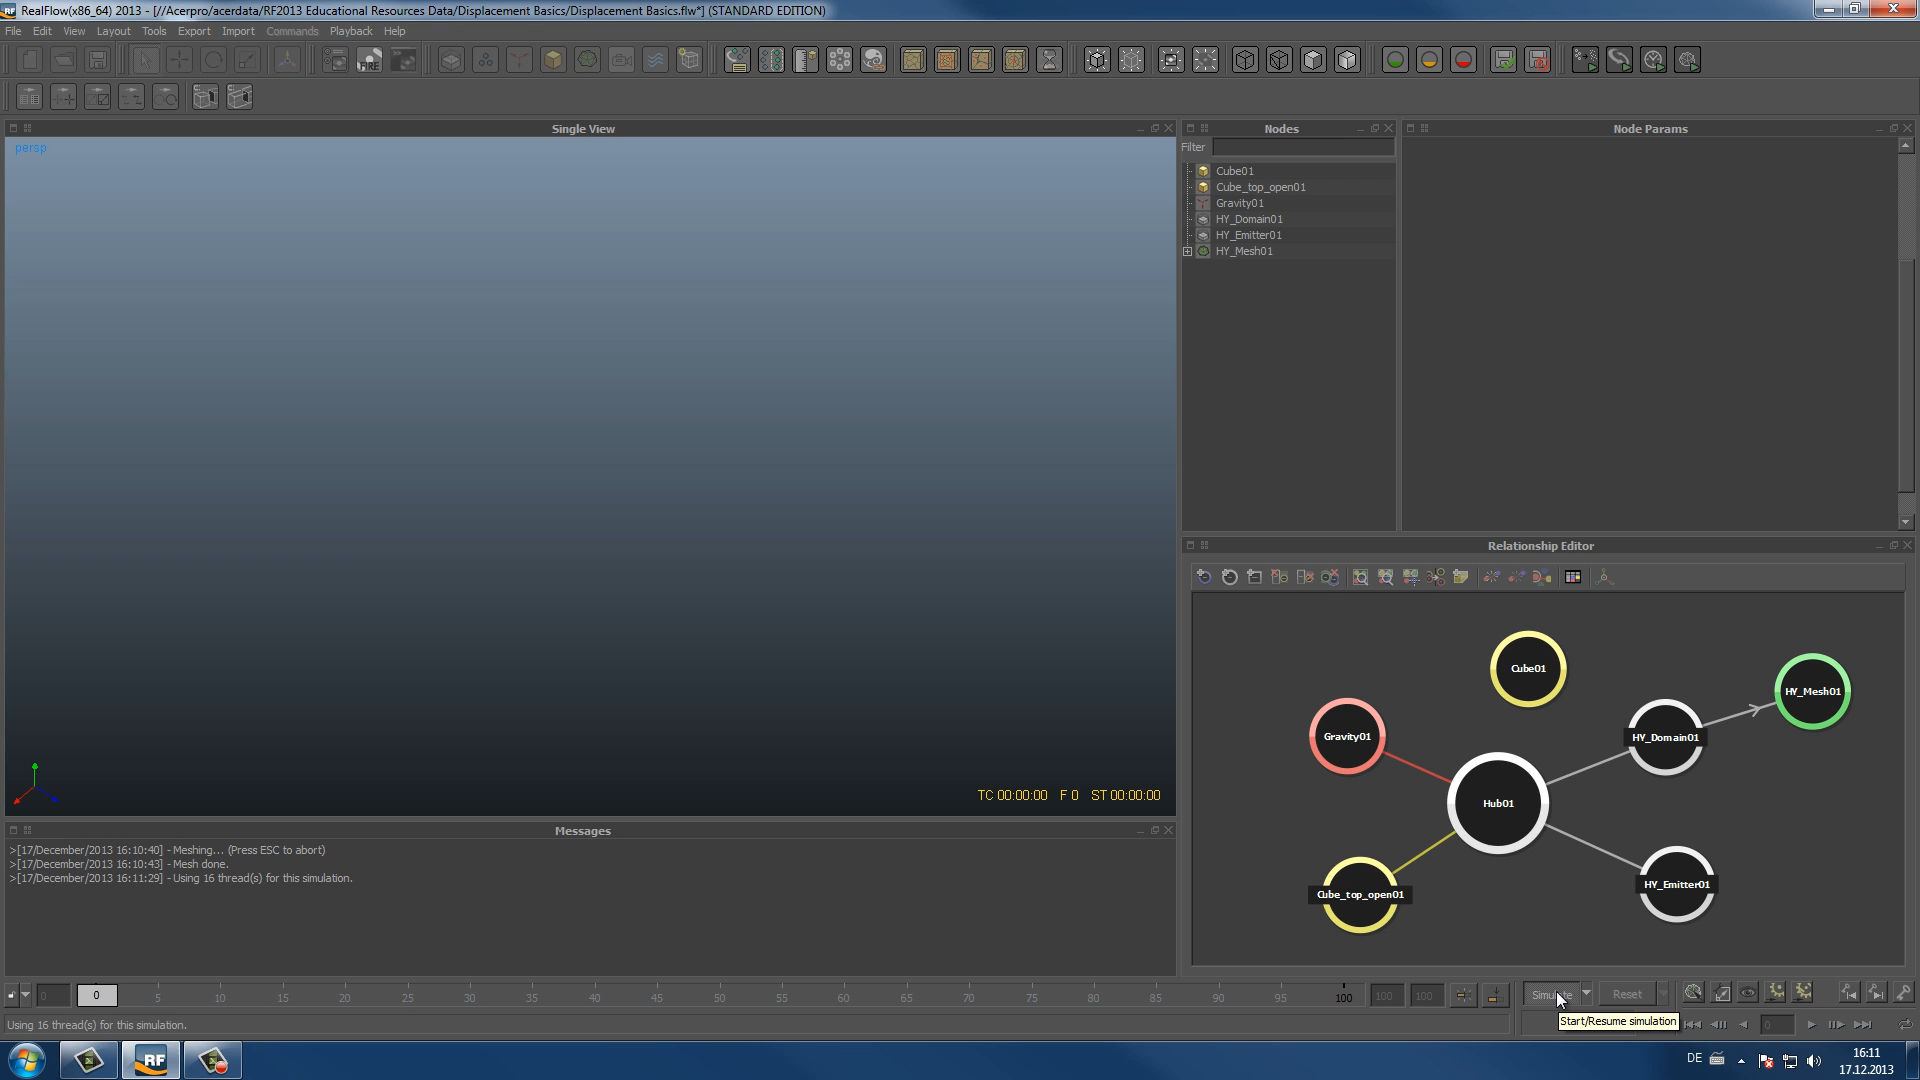 RealFlow(x86_64) 2013 - [//Acerpro/acerdata/RF2013 Educational Resources Data/Displacement Basics/Displacement Basics.flw*] (STANDARD EDITION)
File Edit View Layout Tools Export Import Commands Playback Help
FIRE
Single View
Nodes
Node Params
persp
Filter
Cube01
Cube_top_open01
Gravity01
HY_Domain01
HY_Emitter01
HY_Mesh01
Relationship Editor
Cube01
HY_Mesh01
Gravity01
HY_Domain01
Hub01
HY_Emitter01
Cube_top_open01
TC 00:00:00 F 0 ST 00:00:00
Messages
>[17/December/2013 16:10:40] - Meshing... (Press ESC to abort)
>[17/December/2013 16:10:43] - Mesh done.
>[17/December/2013 16:11:29] - Using 16 thread(s) for this simulation.
0 0 5 10 15 20 25 30 35 40 45 50 55 60 65 70 75 80 85 90 95 100 100 100
Reset
Start/Resume simulation
Using 16 thread(s) for this simulation.
0
RF
DE
16:11
17.12.2013